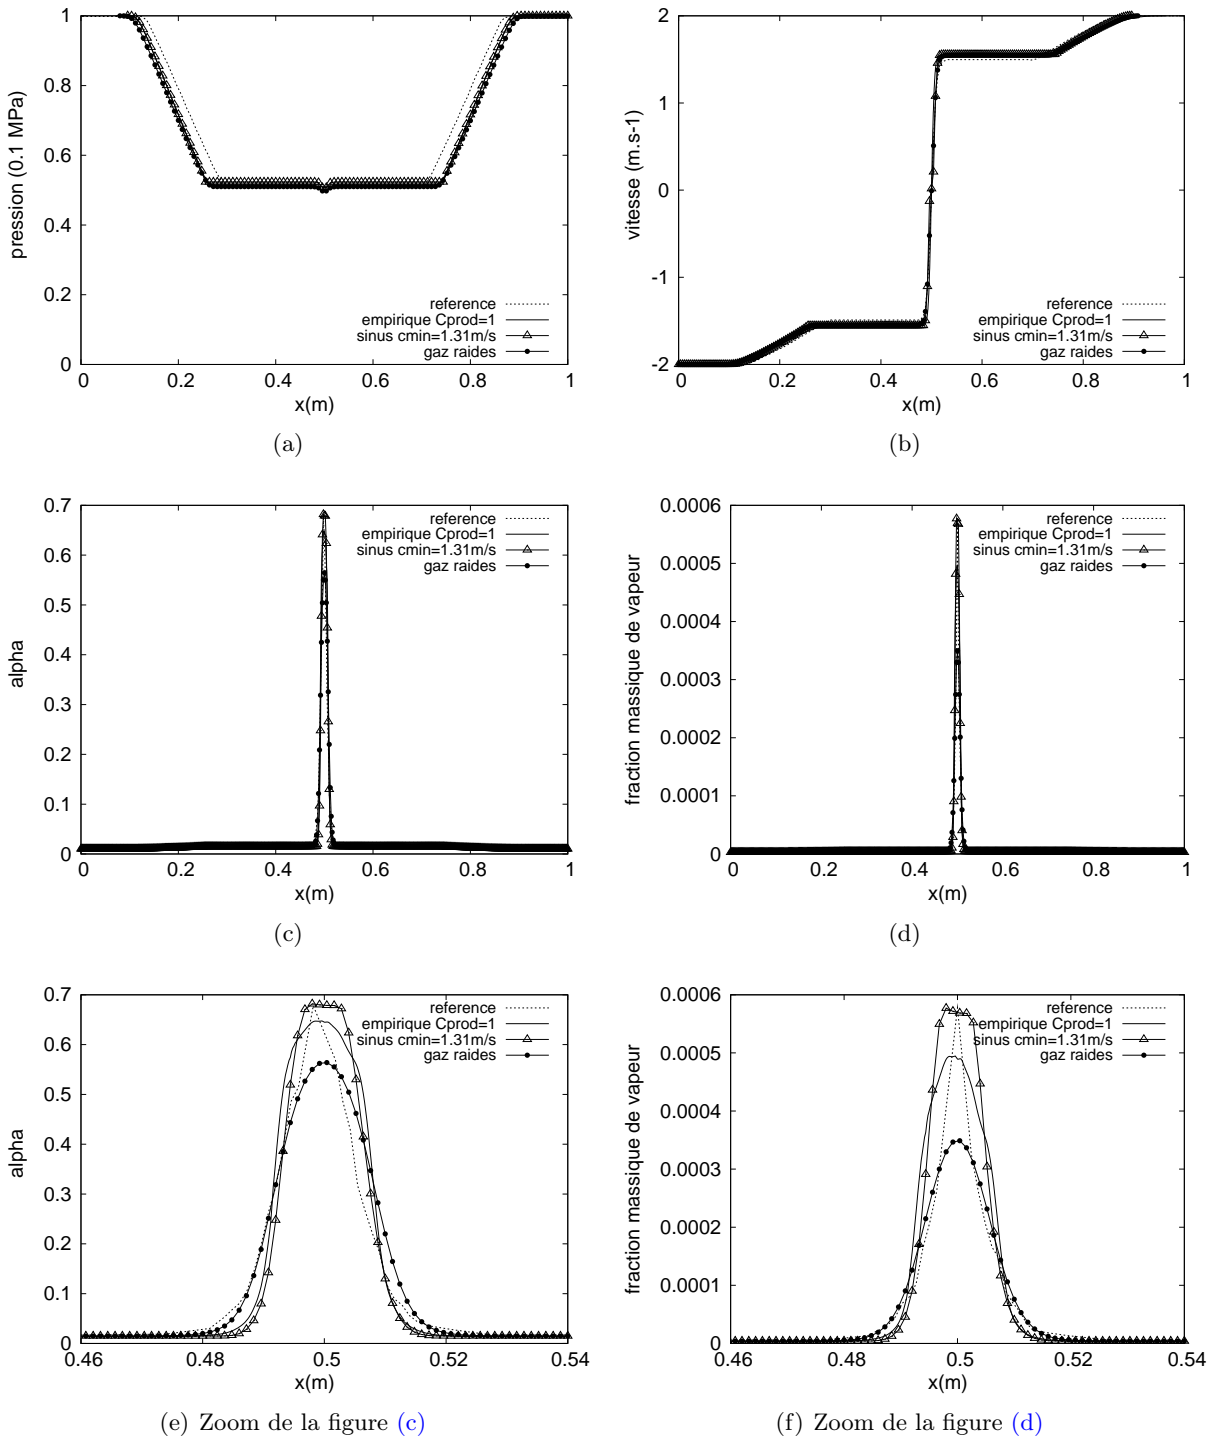 1
0.8
0.6
0.4
0.2
0
pression (0.1 MPa)
reference
empirique Cprod=1
sinus cmin=1.31m/s
gaz raides
0 0.2 0.4 0.6 0.8 1
x(m)
(a)
2
1
0
-1
-2
vitesse (m.s-1)
reference
empirique Cprod=1
sinus cmin=1.31m/s
gaz raides
0 0.2 0.4 0.6 0.8 1
x(m)
(b)
0.7
0.6
0.5
0.4
0.3
0.2
0.1
0
alpha
reference
empirique Cprod=1
sinus cmin=1.31m/s
gaz raides
0 0.2 0.4 0.6 0.8 1
x(m)
(c)
0.0006
0.0005
0.0004
0.0003
0.0002
0.0001
0
fraction massique de vapeur
reference
empirique Cprod=1
sinus cmin=1.31m/s
gaz raides
0 0.2 0.4 0.6 0.8 1
x(m)
(d)
0.7
0.6
0.5
0.4
0.3
0.2
0.1
0
alpha
reference
empirique Cprod=1
sinus cmin=1.31m/s
gaz raides
0.46 0.48 0.5 0.52 0.54
x(m)
(e) Zoom de la figure (c)
0.0006
0.0005
0.0004
0.0003
0.0002
0.0001
0
fraction massique de vapeur
reference
empirique Cprod=1
sinus cmin=1.31m/s
gaz raides
0.46 0.48 0.5 0.52 0.54
x(m)
(f) Zoom de la figure (d)